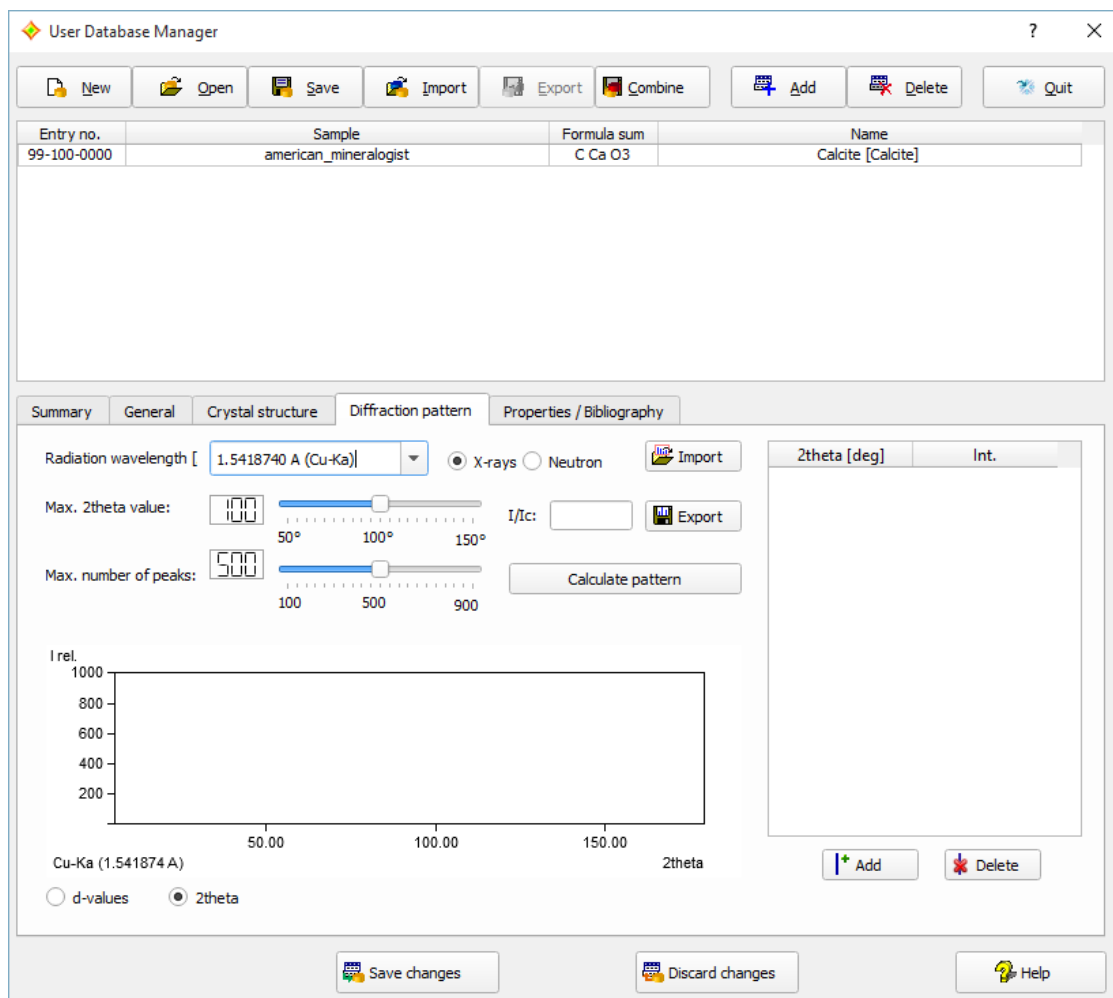 User Database Manager ?
New Open Save Import Export Combine Add Delete Quit
Entry no. Sample Formula sum Name
99-100-0000 american_mineralogist C Ca O3 Calcite [Calcite]
Summary General Crystal structure Diffraction pattern Properties / Bibliography
Radiation wavelength [ 1.5418740 A (Cu-Ka) X-rays Neutron Import 2theta [deg] Int.
Max. 2theta value: 100 I/Ic: Export
50° 100° 150°
Max. number of peaks: 500 Calculate pattern
100 500 900
I rel.
1000
800
600
400
200
50.00 100.00 150.00
Cu-Ka (1.541874 A) 2theta
Add Delete
d-values 2theta
Save changes Discard changes Help